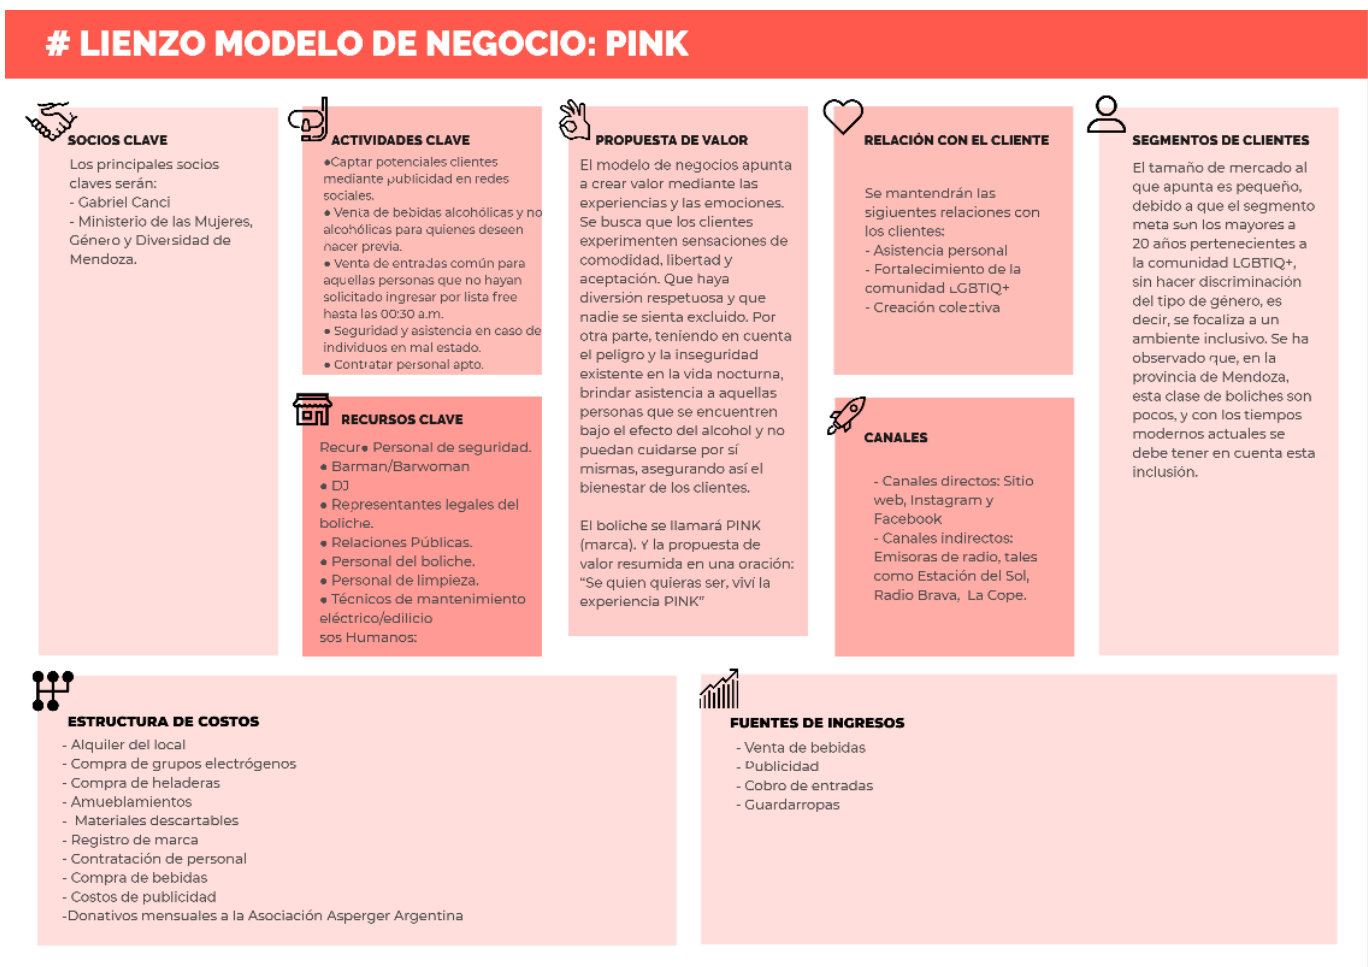 # LIENZO MODELO DE NEGOCIO: PINK
SOCIOS CLAVE
Los principales socios
claves serán:
- Gabriel Canci
- Ministerio de las Mujeres,
Género y Diversidad de
Mendoza.
ACTIVIDADES CLAVE
●Captar potenciales clientes
mediante publicidad en redes
sociales.
● Venta de bebidas alcohólicas y no
alcohólicas para quienes deseen
hacer previa.
● Venta de entradas común para
aquellas personas que no hayan
solicitado ingresar por lista free
hasta las 00:30 a.m.
● Seguridad y asistencia en caso de
individuos en mal estado.
● Contratar personal apto.
RECURSOS CLAVE
Recur● Personal de seguridad.
● Barman/Barwoman
● DJ
● Representantes legales del
boliche.
● Relaciones Públicas.
● Personal del boliche.
● Personal de limpieza.
● Técnicos de mantenimiento
eléctrico/edilicio
sos Humanos:
PROPUESTA DE VALOR
El modelo de negocios apunta
a crear valor mediante las
experiencias y las emociones.
Se busca que los clientes
experimenten sensaciones de
comodidad, libertad y
aceptación. Que haya
diversión respetuosa y que
nadie se sienta excluido. Por
otra parte, teniendo en cuenta
el peligro y la inseguridad
existente en la vida nocturna,
brindar asistencia a aquellas
personas que se encuentren
bajo el efecto del alcohol y no
puedan cuidarse por sí
mismas, asegurando así el
bienestar de los clientes.
El boliche se llamará PINK
(marca). Y la propuesta de
valor resumida en una oración:
“Se quien quieras ser, viví la
experiencia PINK”
RELACIÓN CON EL CLIENTE
Se mantendrán las
sigiuentes relaciones con
los clientes:
- Asistencia personal
- Fortalecimiento de la
comunidad LGBTIQ+
- Creación colectiva
CANALES
- Canales directos: Sitio
web, Instagram y
Facebook
- Canales indirectos:
Emisoras de radio, tales
como Estación del Sol,
Radio Brava, La Cope.
SEGMENTOS DE CLIENTES
El tamaño de mercado al
que apunta es pequeño,
debido a que el segmento
meta son los mayores a
20 años pertenecientes a
la comunidad LGBTIQ+,
sin hacer discriminación
del tipo de género, es
decir, se focaliza a un
ambiente inclusivo. Se ha
observado que, en la
provincia de Mendoza,
esta clase de boliches son
pocos, y con los tiempos
modernos actuales se
debe tener en cuenta esta
inclusión.
ESTRUCTURA DE COSTOS
- Alquiler del local
- Compra de grupos electrógenos
- Compra de heladeras
- Amueblamientos
- Materiales descartables
- Registro de marca
- Contratación de personal
- Compra de bebidas
- Costos de publicidad
-Donativos mensuales a la Asociación Asperger Argentina
FUENTES DE INGRESOS
- Venta de bebidas
- Publicidad
- Cobro de entradas
- Guardarropas